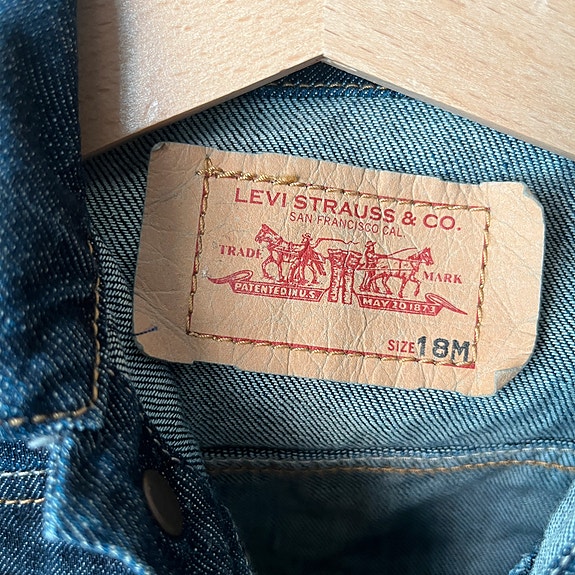 LEVI STRAUSS & CO.
SAN FRANCISCO CAL.
TRADE MARK
PATENTED IN U.S.
MAY 20 1873
SIZE 18M